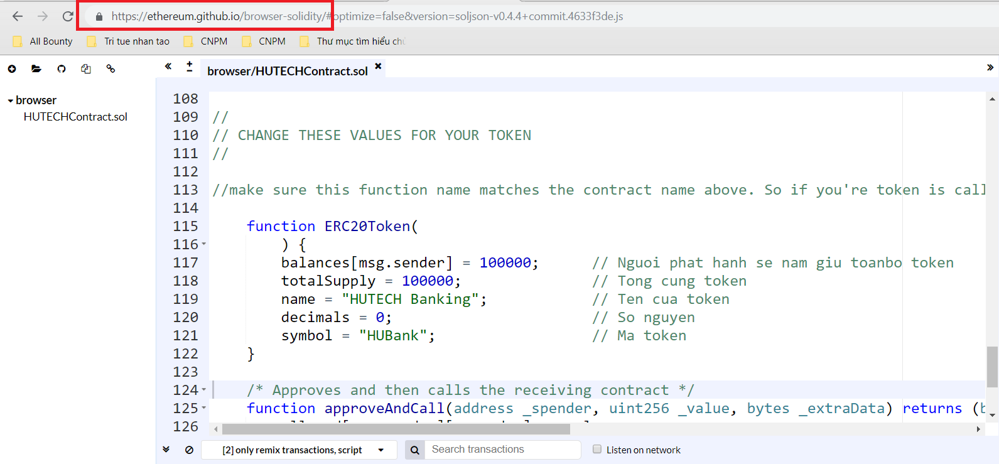 https://ethereum.github.io/browser-solidity/#optimize=false&version=soljson-v0.4.4+commit.4633f3de.js
All Bounty Tri tue nhan tao CNPM CNPM Thư mục tìm hiểu
browser/HUTECHContract.sol
browser
HUTECHContract.sol
108
109 //
110 // CHANGE THESE VALUES FOR YOUR TOKEN
111 //
112
113 //make sure this function name matches the contract name above. So if you're token is call
114
115 function ERC20Token(
116 ) {
117 balances[msg.sender] = 100000; // Nguoi phat hanh se nam giu toanbo token
118 totalSupply = 100000; // Tong cung token
119 name = "HUTECH Banking"; // Ten cua token
120 decimals = 0; // So nguyen
121 symbol = "HUBank"; // Ma token
122 }
123
124 /* Approves and then calls the receiving contract */
125 function approveAndCall(address _spender, uint256 _value, bytes _extraData) returns (b
126
[2] only remix transactions, script Search transactions Listen on network